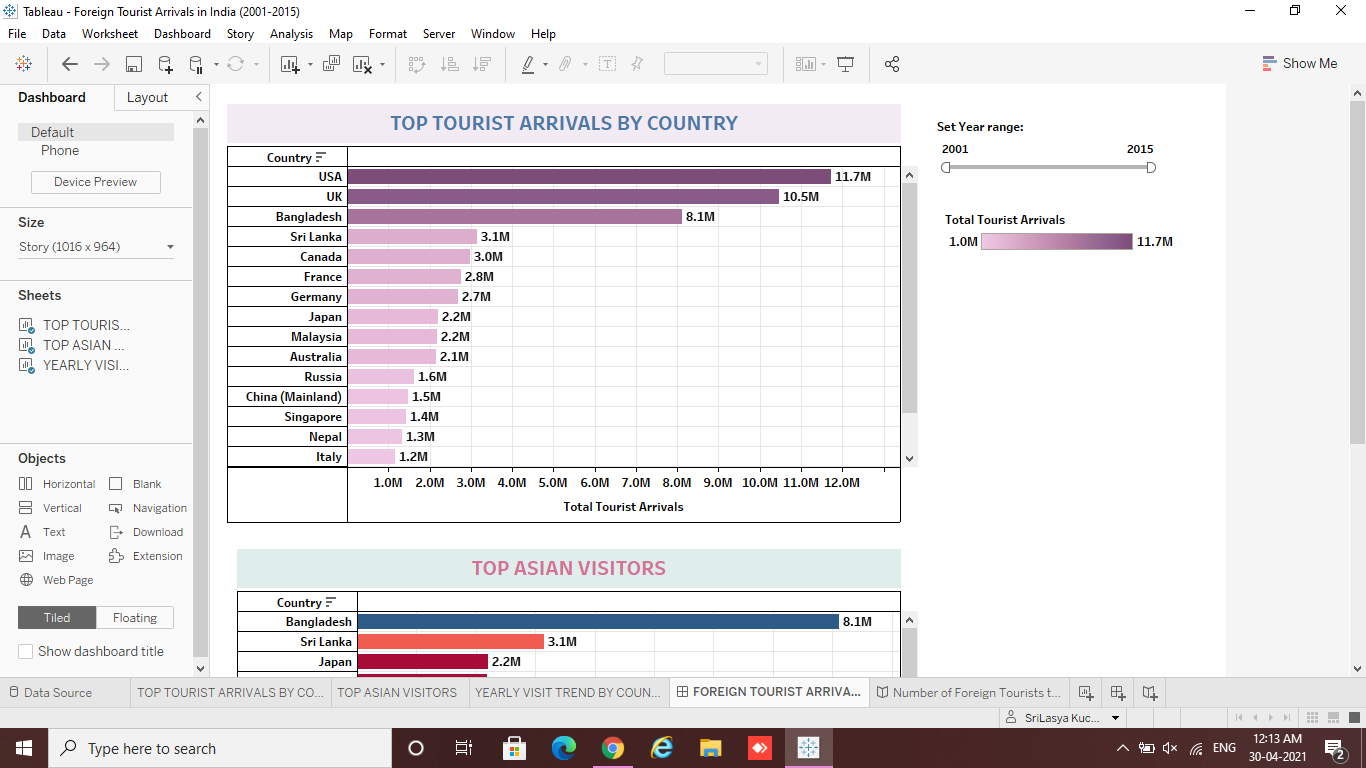 Tableau - Foreign Tourist Arrivals in India (2001-2015)
File Data Worksheet Dashboard Story Analysis Map Format Server Window Help
Show Me
Dashboard Layout
Default
Phone
Device Preview
Size
Story (1016 x 964)
Sheets
TOP TOURIS...
TOP ASIAN ...
YEARLY VISI...
Objects
Horizontal Blank
Vertical Navigation
Text Download
Image Extension
Web Page
Tiled Floating
Show dashboard title
TOP TOURIST ARRIVALS BY COUNTRY
Country
USA 11.7M
UK 10.5M
Bangladesh 8.1M
Sri Lanka 3.1M
Canada 3.0M
France 2.8M
Germany 2.7M
Japan 2.2M
Malaysia 2.2M
Australia 2.1M
Russia 1.6M
China (Mainland) 1.5M
Singapore 1.4M
Nepal 1.3M
Italy 1.2M
1.0M 2.0M 3.0M 4.0M 5.0M 6.0M 7.0M 8.0M 9.0M 10.0M 11.0M 12.0M
Total Tourist Arrivals
Set Year range:
2001 2015
Total Tourist Arrivals
1.0M 11.7M
TOP ASIAN VISITORS
Country
Bangladesh 8.1M
Sri Lanka 3.1M
Japan 2.2M
Data Source TOP TOURIST ARRIVALS BY CO... TOP ASIAN VISITORS YEARLY VISIT TREND BY COUN... FOREIGN TOURIST ARRIVA... Number of Foreign Tourists t...
SriLasya Kuc...
Type here to search
ENG
12:13 AM
30-04-2021
2